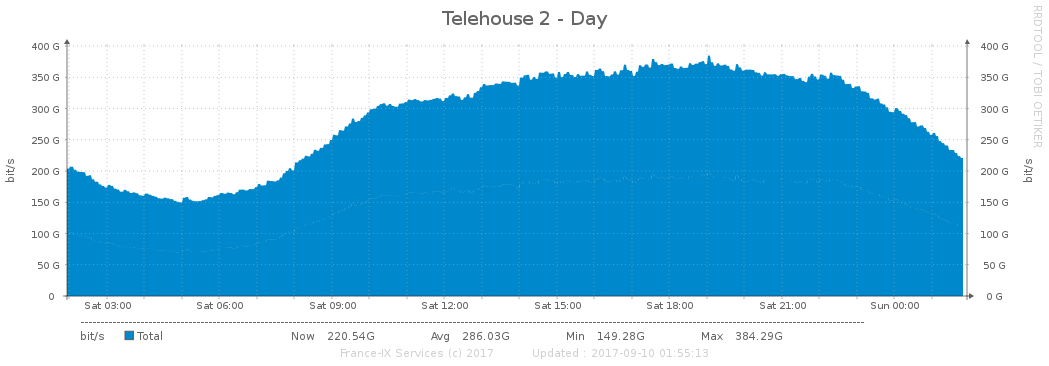 Telehouse 2 - Day
RRDTOOL / TOBI OETIKER
400 G 400 G
350 G 350 G
300 G 300 G
250 G 250 G
200 G 200 G
150 G 150 G
100 G 100 G
50 G 50 G
0 0 G
bit/s bit/s
Sat 03:00 Sat 06:00 Sat 09:00 Sat 12:00 Sat 15:00 Sat 18:00 Sat 21:00 Sun 00:00
bit/s Total Now 220.54G Avg 286.03G Min 149.28G Max 384.29G
France-IX Services (c) 2017 Updated : 2017-09-10 01:55:13